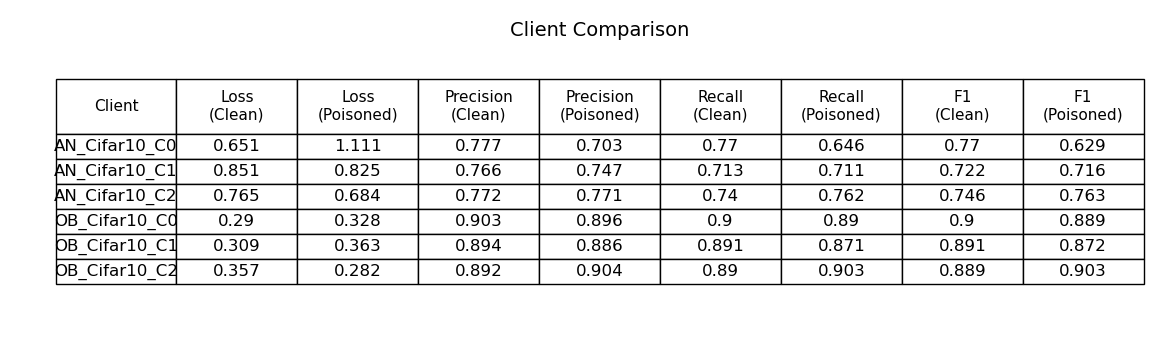 Client Comparison
Client Loss (Clean) Loss (Poisoned) Precision (Clean) Precision (Poisoned) Recall (Clean) Recall (Poisoned) F1 (Clean) F1 (Poisoned)
AN_Cifar10_C0 0.651 1.111 0.777 0.703 0.77 0.646 0.77 0.629
AN_Cifar10_C1 0.851 0.825 0.766 0.747 0.713 0.711 0.722 0.716
AN_Cifar10_C2 0.765 0.684 0.772 0.771 0.74 0.762 0.746 0.763
OB_Cifar10_C0 0.29 0.328 0.903 0.896 0.9 0.89 0.9 0.889
OB_Cifar10_C1 0.309 0.363 0.894 0.886 0.891 0.871 0.891 0.872
OB_Cifar10_C2 0.357 0.282 0.892 0.904 0.89 0.903 0.889 0.903